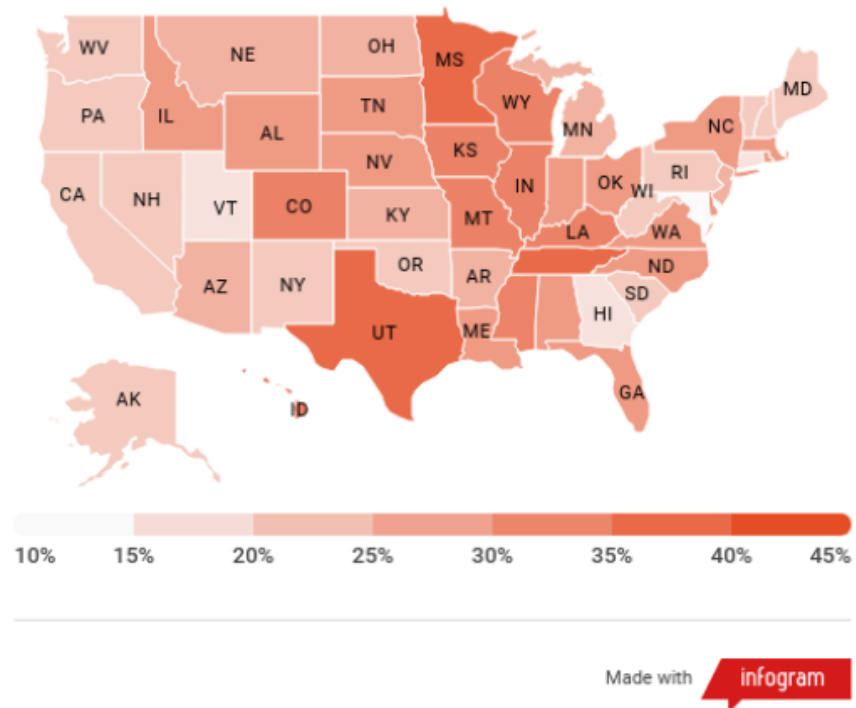 WV
NE
OH
MS
MD
PA
IL
AL
TN
WY
MN
NC
NV
KS
IN
OK
WI
RI
CA
NH
VT
CO
KY
MT
LA
WA
AZ
NY
OR
AR
ND
SD
UT
ME
HI
AK
ID
GA
10% 15% 20% 25% 30% 35% 40% 45%
Made with infogram